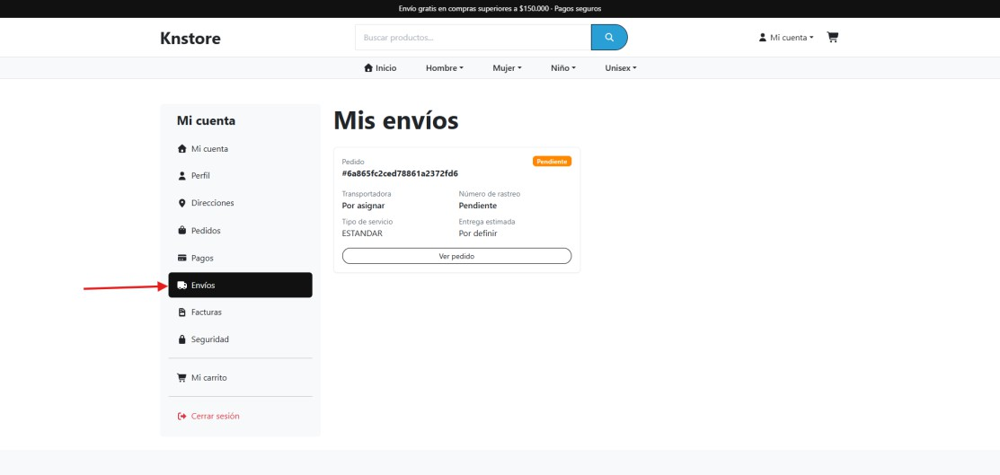 Envío gratis en compras superiores a $150.000 · Pagos seguros
Knstore
Buscar productos...
Mi cuenta
Inicio
Hombre
Mujer
Niño
Unisex
Mi cuenta
Mi cuenta
Perfil
Direcciones
Pedidos
Pagos
Envíos
Facturas
Seguridad
Mi carrito
Cerrar sesión
Mis envíos
Pedido
Pendiente
#6a865fc2ced78861a2372fd6
Transportadora
Número de rastreo
Por asignar
Pendiente
Tipo de servicio
Entrega estimada
ESTANDAR
Por definir
Ver pedido